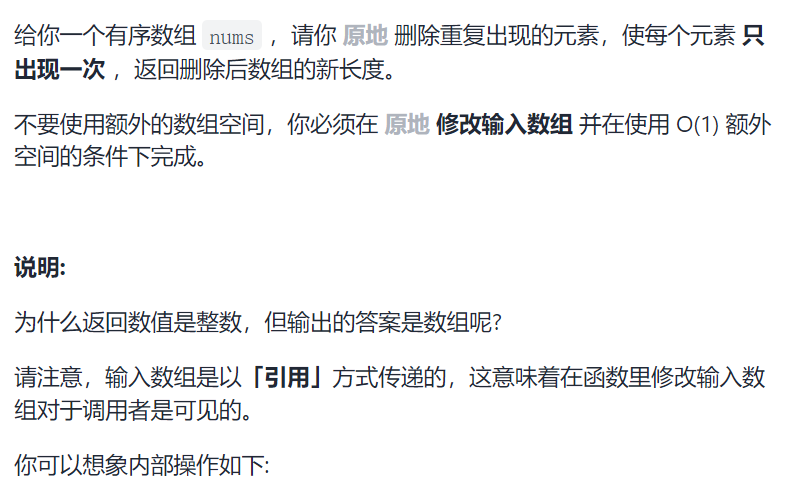 给你一个有序数组 nums ，请你 原地 删除重复出现的元素，使每个元素 只
出现一次 ，返回删除后数组的新长度。
不要使用额外的数组空间，你必须在 原地 修改输入数组 并在使用 O(1) 额外
空间的条件下完成。
说明:
为什么返回数值是整数，但输出的答案是数组呢?
请注意，输入数组是以「引用」方式传递的，这意味着在函数里修改输入数
组对于调用者是可见的。
你可以想象内部操作如下: